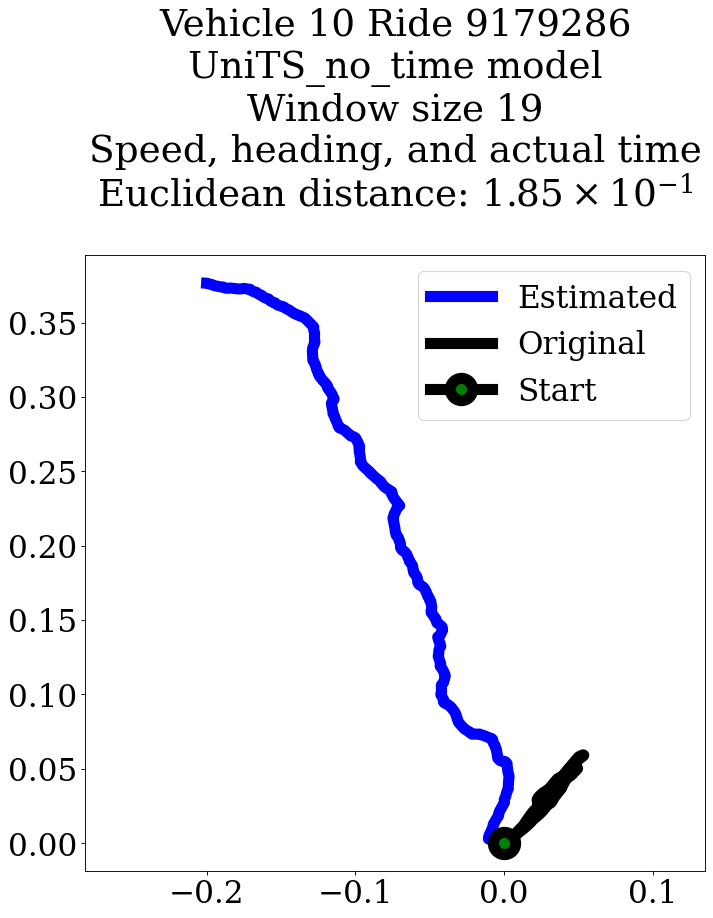 Vehicle 10 Ride 9179286
UniTS_no_time model
Window size 19
Speed, heading, and actual time
Euclidean distance: 1.85 × 10⁻¹
Estimated
Original
Start
0.35
0.30
0.25
0.20
0.15
0.10
0.05
0.00
−0.2
−0.1
0.0
0.1